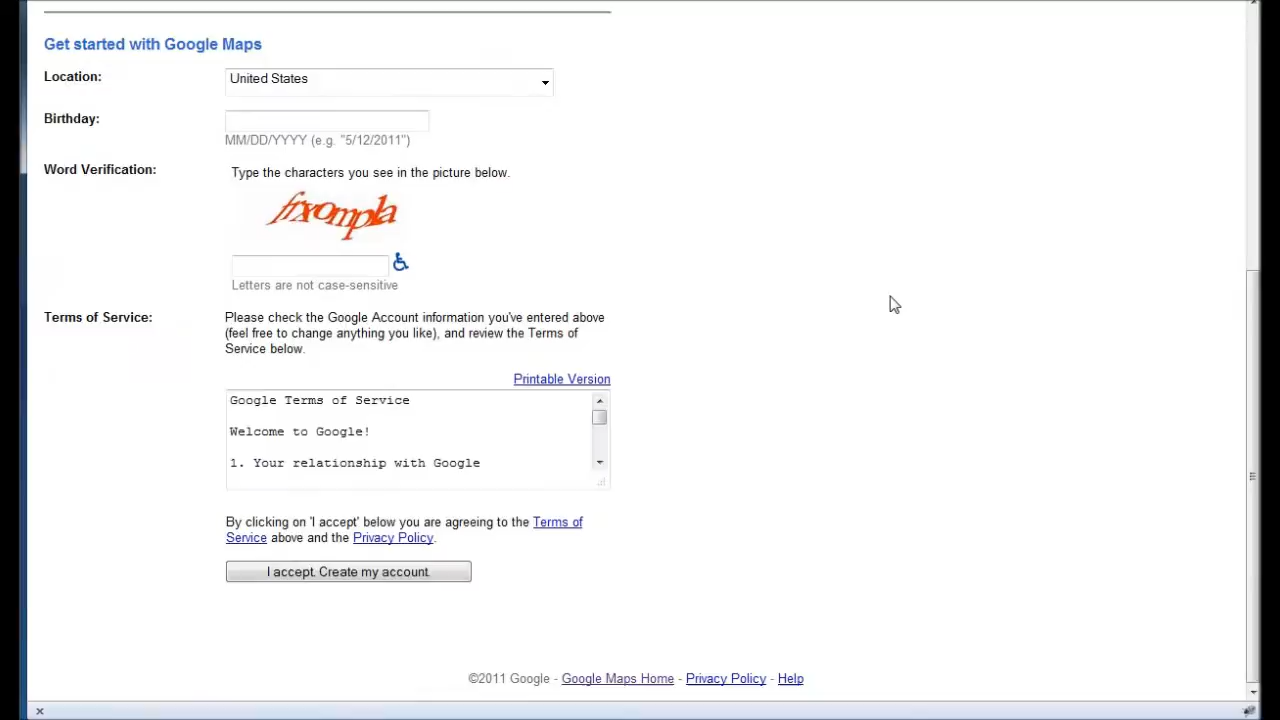 Get started with Google Maps
Location:
United States
Birthday:
MM/DD/YYYY (e.g. "5/12/2011")
Word Verification:
Type the characters you see in the picture below.
frxompla
Letters are not case-sensitive
Terms of Service:
Please check the Google Account information you've entered above
(feel free to change anything you like), and review the Terms of
Service below.
Printable Version
Google Terms of Service
Welcome to Google!
1. Your relationship with Google
By clicking on 'I accept' below you are agreeing to the Terms of
Service above and the Privacy Policy.
I accept. Create my account.
©2011 Google - Google Maps Home - Privacy Policy - Help